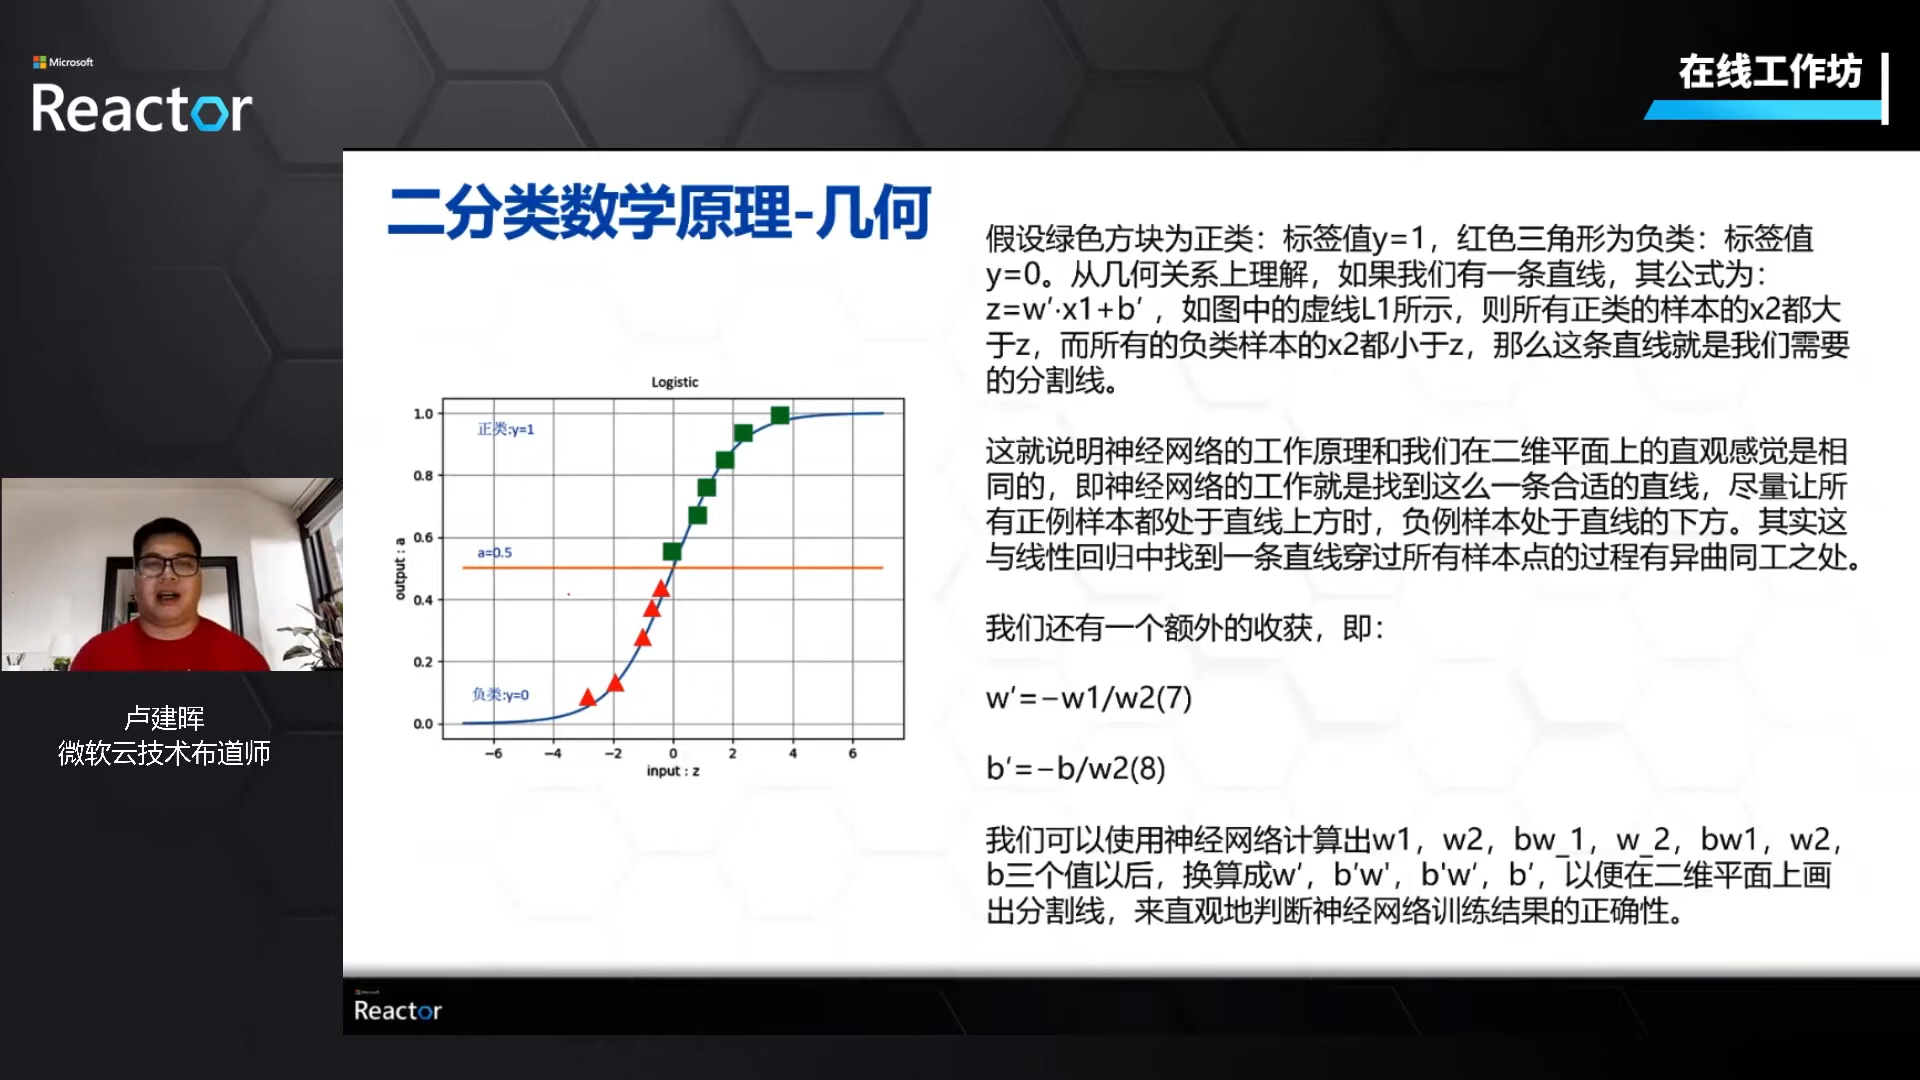 Microsoft
Reactor
在线工作坊
二分类数学原理-几何
假设绿色方块为正类：标签值y=1，红色三角形为负类：标签值
y=0。从几何关系上理解，如果我们有一条直线，其公式为：
z=w′·x1+b′，如图中的虚线L1所示，则所有正类的样本的x2都大
于z，而所有的负类样本的x2都小于z，那么这条直线就是我们需要
的分割线。
这就说明神经网络的工作原理和我们在二维平面上的直观感觉是相
同的，即神经网络的工作就是找到这么一条合适的直线，尽量让所
有正例样本都处于直线上方时，负例样本处于直线的下方。其实这
与线性回归中找到一条直线穿过所有样本点的过程有异曲同工之处。
我们还有一个额外的收获，即：
w′=−w1/w2(7)
b′=−b/w2(8)
我们可以使用神经网络计算出w1，w2，bw_1，w_2，bw1，w2，
b三个值以后，换算成w′，b′w'，b'w′，b′，以便在二维平面上画
出分割线，来直观地判断神经网络训练结果的正确性。
Logistic
1.0
0.8
0.6
0.4
0.2
0.0
output : a
正类:y=1
a=0.5
负类:y=0
−6 −4 −2 0 2 4 6
input : z
卢建晖
微软云技术布道师
Microsoft
Reactor